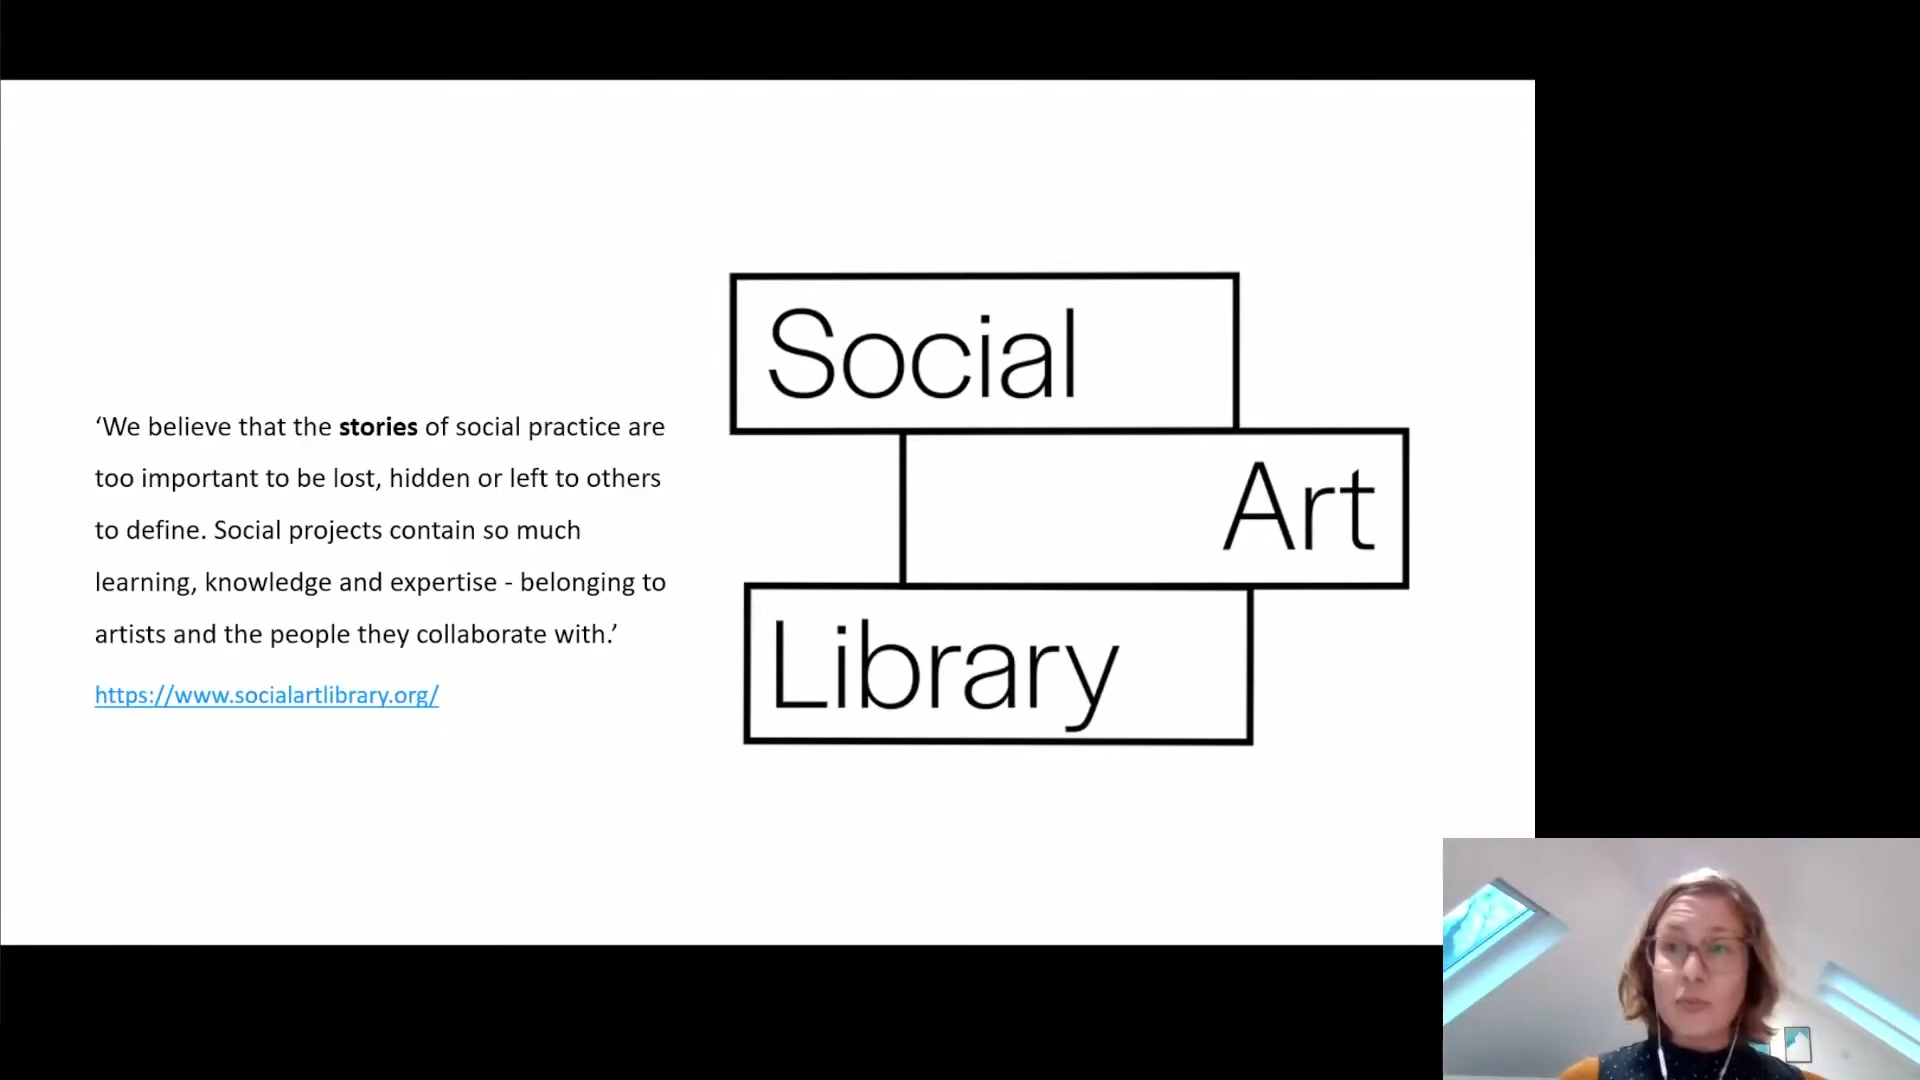 ‘We believe that the stories of social practice are
too important to be lost, hidden or left to others
to define. Social projects contain so much
learning, knowledge and expertise - belonging to
artists and the people they collaborate with.’
https://www.socialartlibrary.org/
Social
Art
Library